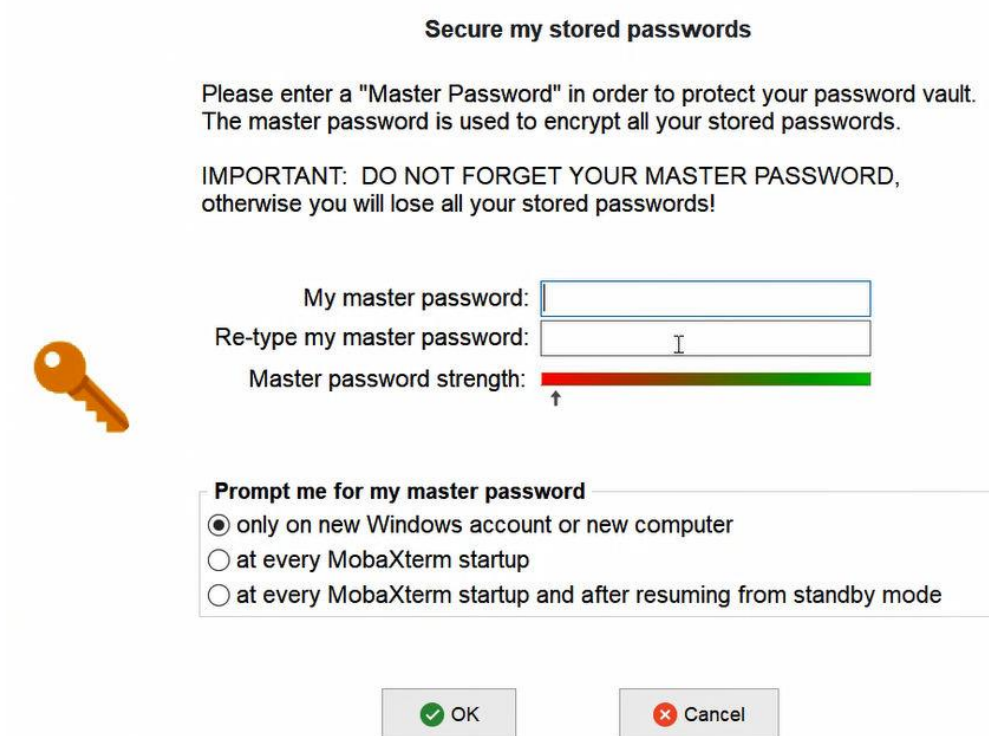 Secure my stored passwords
Please enter a "Master Password" in order to protect your password vault.
The master password is used to encrypt all your stored passwords.
IMPORTANT: DO NOT FORGET YOUR MASTER PASSWORD,
otherwise you will lose all your stored passwords!
My master password:
Re-type my master password:
Master password strength:
Prompt me for my master password
only on new Windows account or new computer
at every MobaXterm startup
at every MobaXterm startup and after resuming from standby mode
OK Cancel